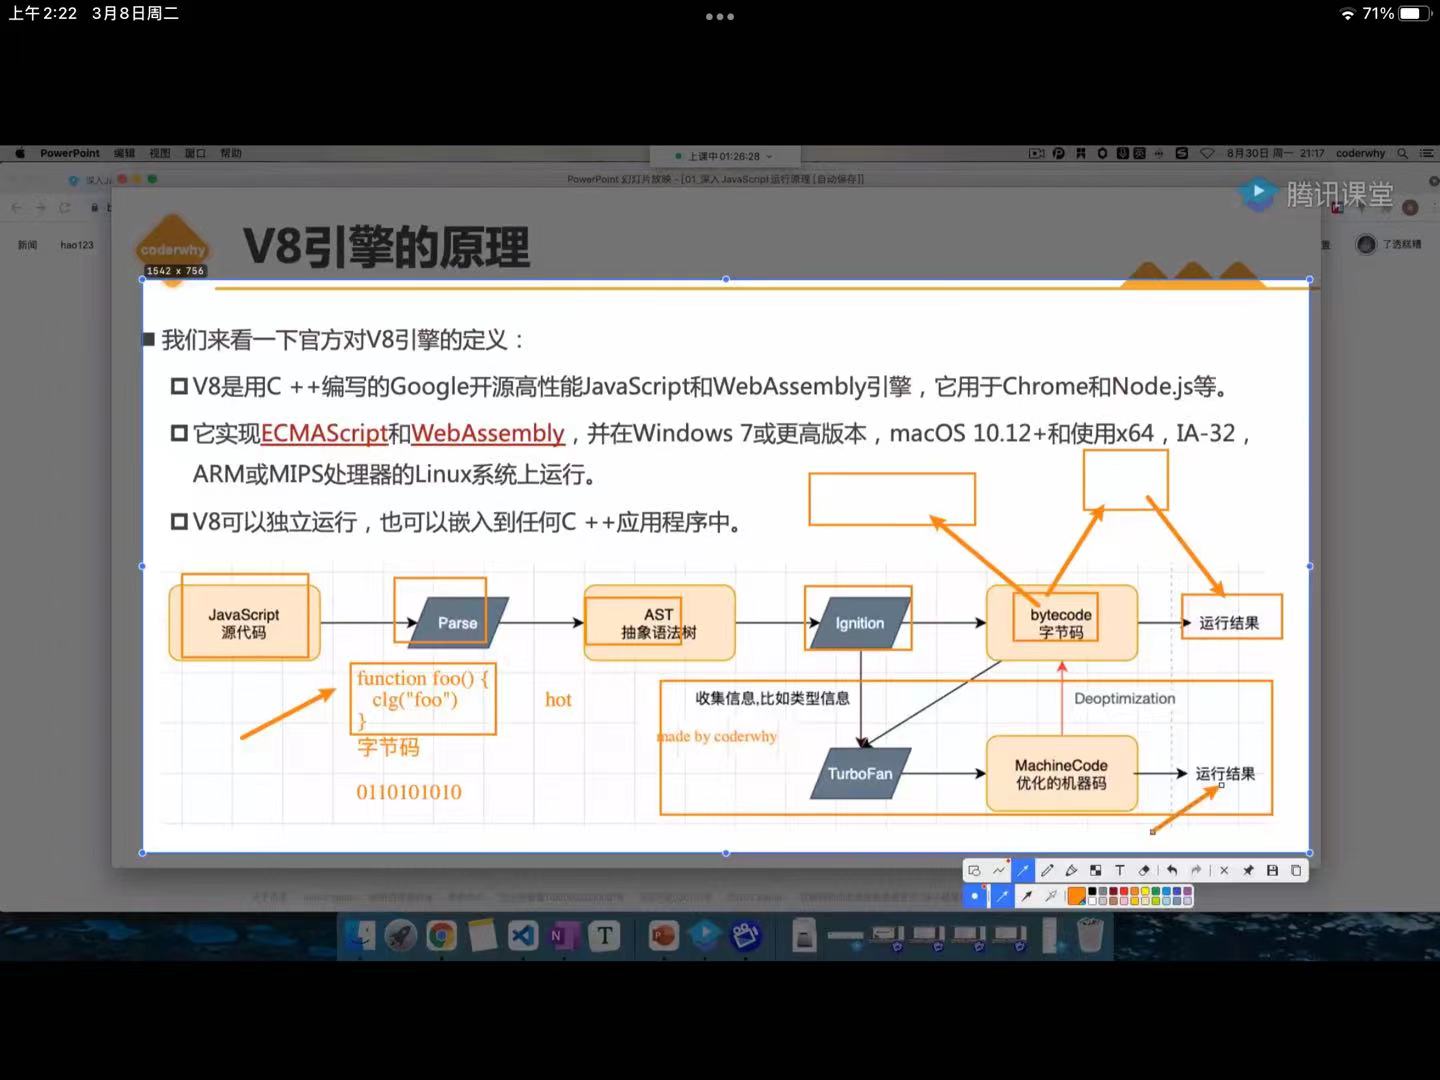 上午2:22 3月8日周二
71%
PowerPoint 编辑 视图 窗口 帮助
上课中 01:26:28
8月30日 周一 21:17 coderwhy
PowerPoint 幻灯片放映 - [01_深入JavaScript运行原理 [自动保存]]
腾讯课堂
新闻 hao123
coderwhy
1542 x 756
V8引擎的原理
了透糕糟
我们来看一下官方对V8引擎的定义：
V8是用C ++编写的Google开源高性能JavaScript和WebAssembly引擎，它用于Chrome和Node.js等。
它实现ECMAScript和WebAssembly，并在Windows 7或更高版本，macOS 10.12+和使用x64，IA-32，
ARM或MIPS处理器的Linux系统上运行。
V8可以独立运行，也可以嵌入到任何C ++应用程序中。
JavaScript
源代码
Parse
AST
抽象语法树
Ignition
bytecode
字节码
运行结果
function foo() {
clg("foo")
}
字节码
0110101010
hot
收集信息,比如类型信息
made by coderwhy
Deoptimization
TurboFan
MachineCode
优化的机器码
运行结果